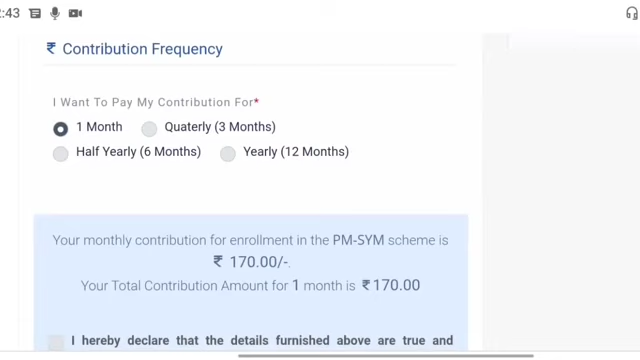 :43
₹ Contribution Frequency
I Want To Pay My Contribution For*
1 Month Quaterly (3 Months)
Half Yearly (6 Months) Yearly (12 Months)
Your monthly contribution for enrollment in the PM-SYM scheme is
₹ 170.00/-.
Your Total Contribution Amount for 1 month is ₹ 170.00
I hereby declare that the details furnished above are true and